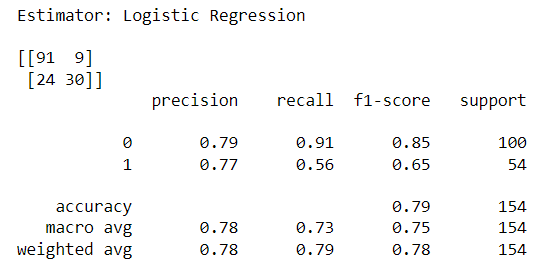 Estimator: Logistic Regression
[[91  9]
 [24 30]]
              precision    recall  f1-score   support
           0       0.79      0.91      0.85       100
           1       0.77      0.56      0.65        54
    accuracy                           0.79       154
   macro avg       0.78      0.73      0.75       154
weighted avg       0.78      0.79      0.78       154